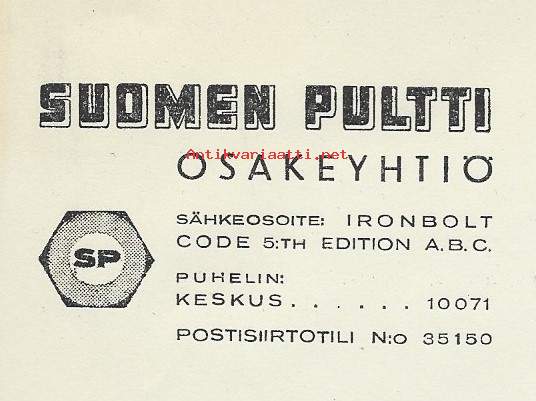 SUOMEN PULTTI
Antikvariaatti.net
OSAKEYHTIÖ
SÄHKEOSOITE: IRONBOLT
CODE 5:TH EDITION A.B.C.
SP
PUHELIN:
KESKUS . . . . . . 10071
POSTISIIRTOTILI N:O 35150